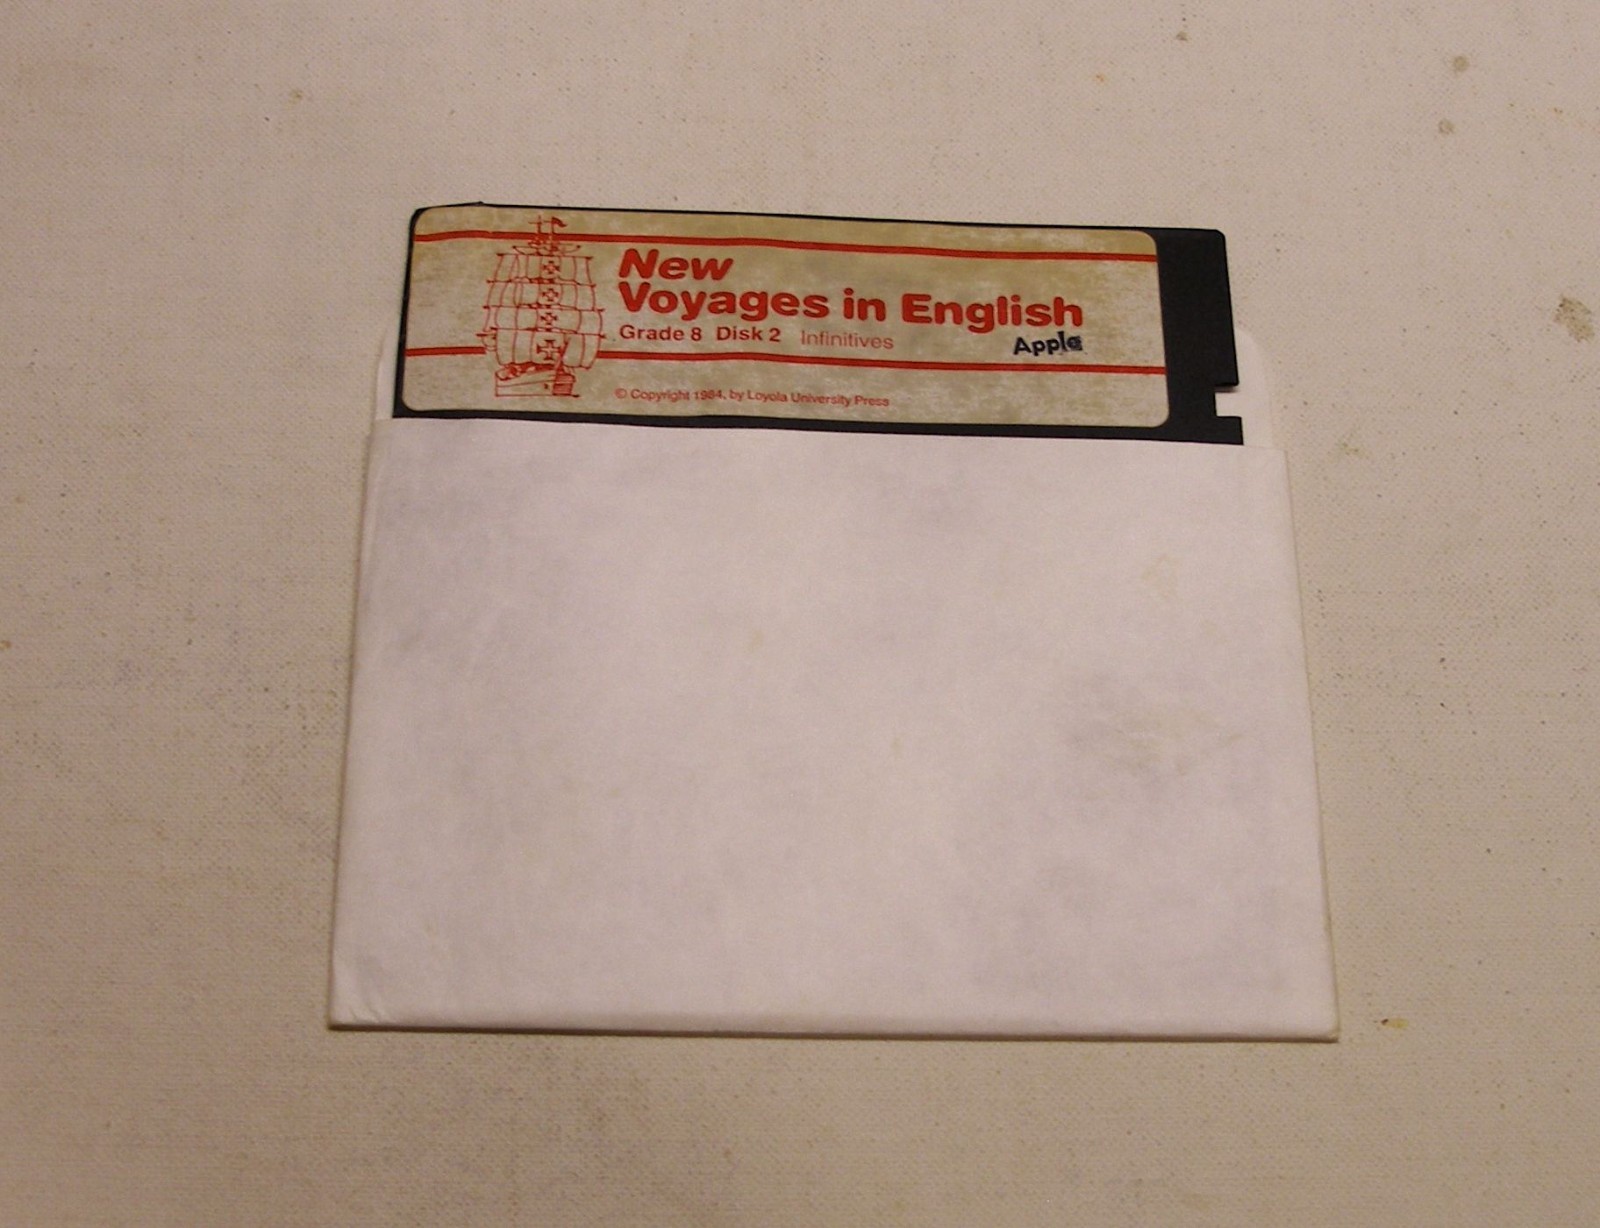 New
Voyages in English
Grade 8 Disk 2 Infinitives
Apple
© Copyright 1984, by Loyola University Press